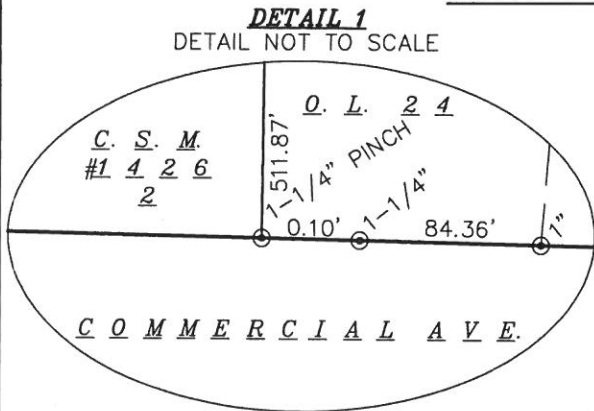 DETAIL 1
DETAIL NOT TO SCALE
O. L. 2 4
C. S. M.
#1 4 2 6
2
511.87'
1-1/4" PINCH
0.10'
1-1/4"
84.36'
1"
C O M M E R C I A L A V E.